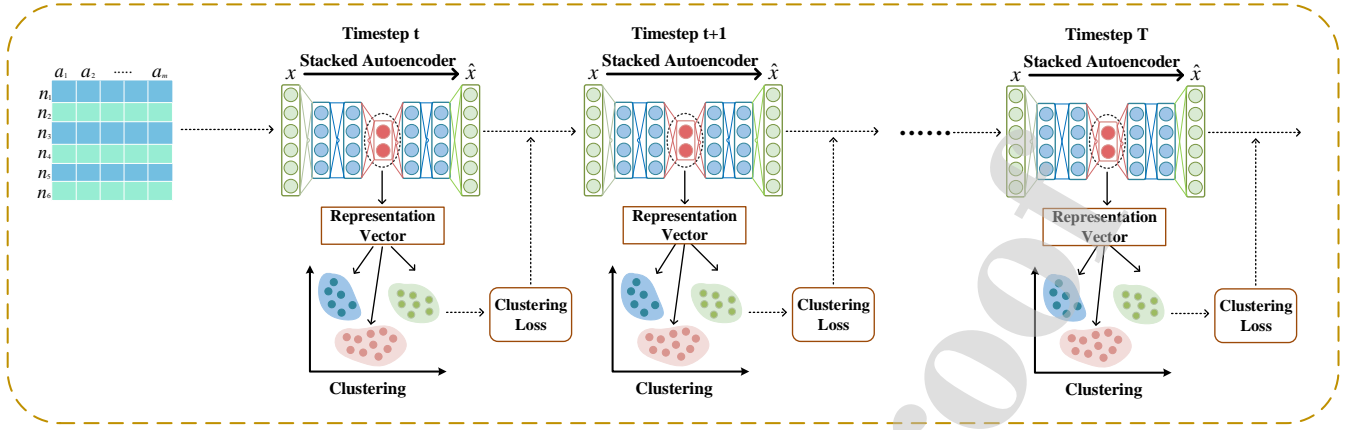 Timestep t
Timestep t+1
Timestep T
x Stacked Autoencoder x̂
x Stacked Autoencoder x̂
x Stacked Autoencoder x̂
a₁ a₂ ····· aₘ
n₁
n₂
n₃
n₄
n₅
n₆
······
Representation
Vector
Representation
Vector
Representation
Vector
Clustering
Loss
Clustering
Loss
Clustering
Loss
Clustering
Clustering
Clustering